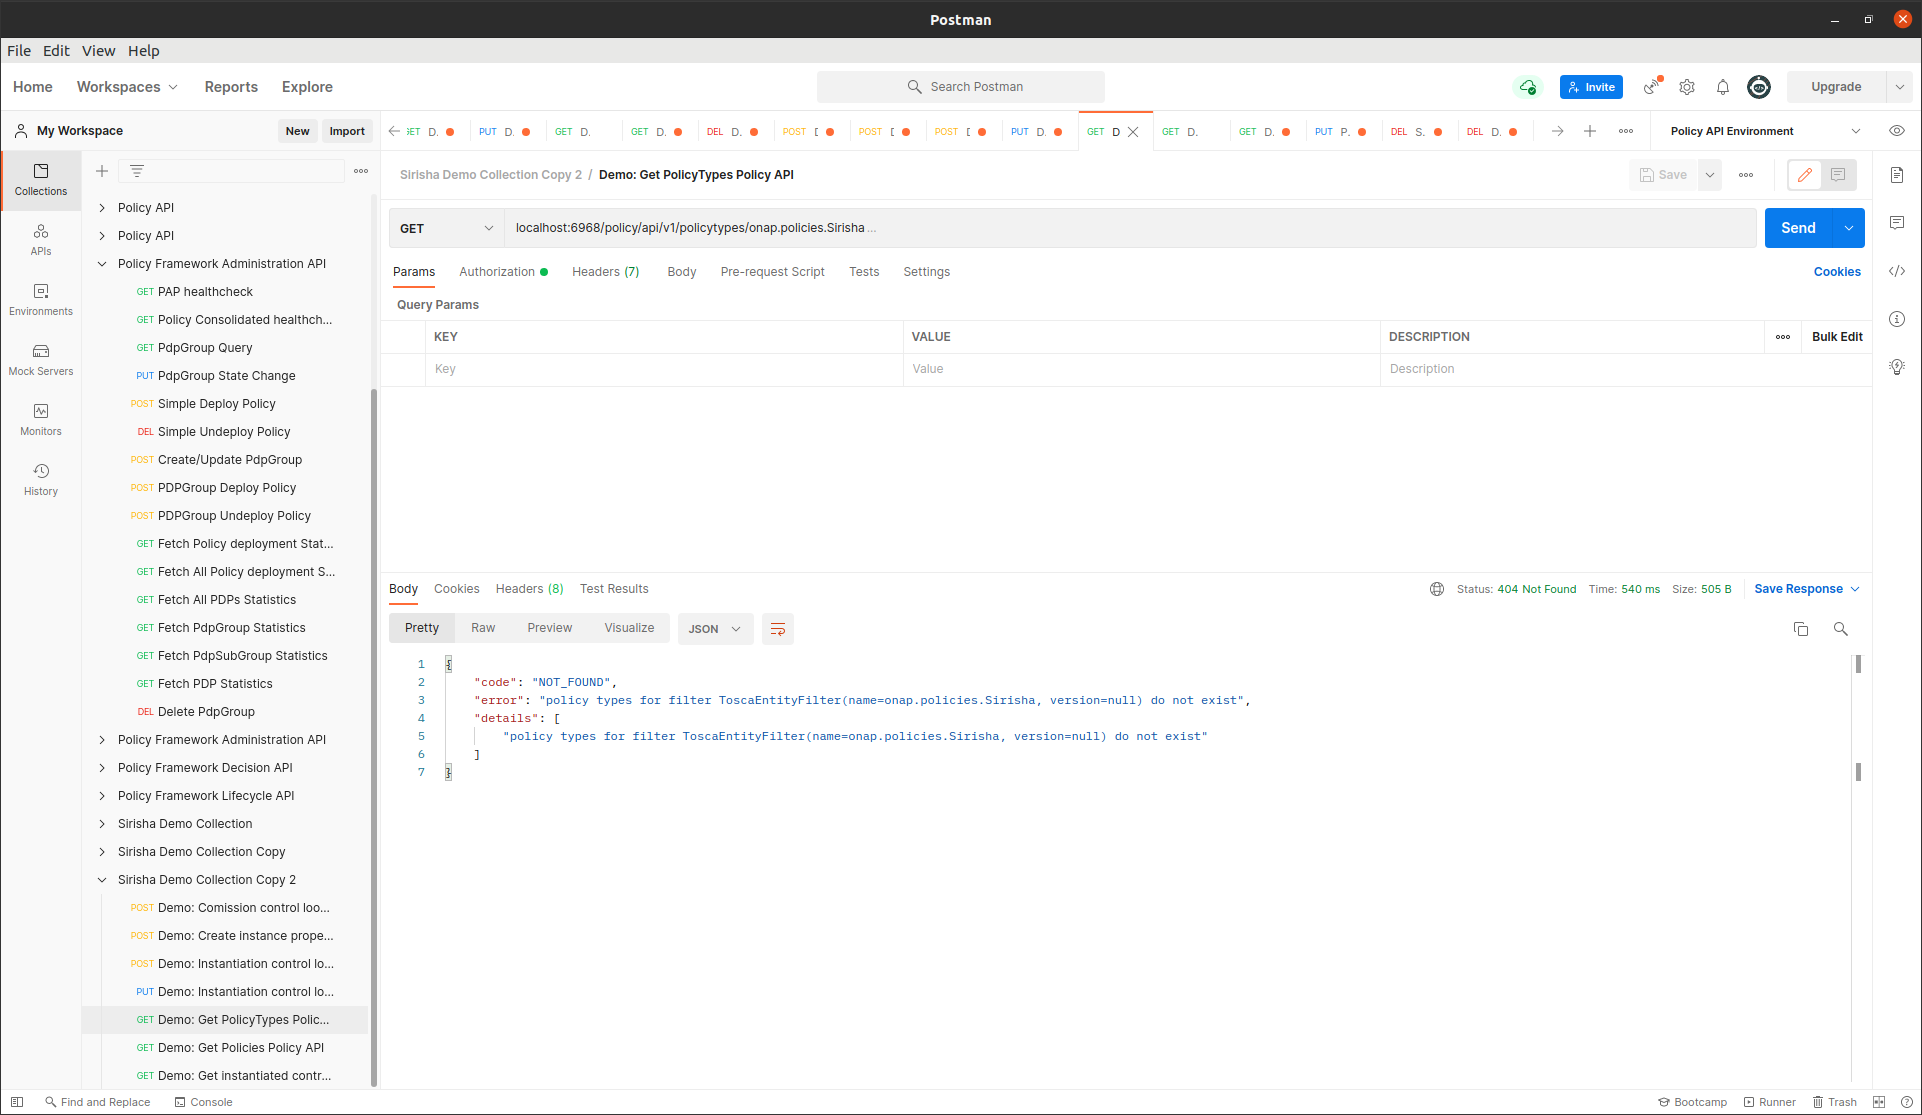 Postman
File Edit View Help
Home Workspaces Reports Explore
Search Postman
Invite
Upgrade
My Workspace New Import
GET D. PUT D. GET D. GET D. DEL D. POST POST POST PUT D. GET D GET D. GET D. PUT P. DEL S. DEL D.
Policy API Environment
Collections
APIs
Environments
Mock Servers
Monitors
History
Policy API
Policy API
Policy Framework Administration API
GET PAP healthcheck
GET Policy Consolidated healthch...
GET PdpGroup Query
PUT PdpGroup State Change
POST Simple Deploy Policy
DEL Simple Undeploy Policy
POST Create/Update PdpGroup
POST PDPGroup Deploy Policy
POST PDPGroup Undeploy Policy
GET Fetch Policy deployment Stat...
GET Fetch All Policy deployment S...
GET Fetch All PDPs Statistics
GET Fetch PdpGroup Statistics
GET Fetch PdpSubGroup Statistics
GET Fetch PDP Statistics
DEL Delete PdpGroup
Policy Framework Administration API
Policy Framework Decision API
Policy Framework Lifecycle API
Sirisha Demo Collection
Sirisha Demo Collection Copy
Sirisha Demo Collection Copy 2
POST Demo: Comission control loo...
POST Demo: Create instance prope...
POST Demo: Instantiation control lo...
PUT Demo: Instantiation control lo...
GET Demo: Get PolicyTypes Polic...
GET Demo: Get Policies Policy API
GET Demo: Get instantiated contr...
Sirisha Demo Collection Copy 2 / Demo: Get PolicyTypes Policy API
Save
GET localhost:6968/policy/api/v1/policytypes/onap.policies.Sirisha ...
Send
Params Authorization Headers (7) Body Pre-request Script Tests Settings Cookies
Query Params
KEY VALUE DESCRIPTION Bulk Edit
Key Value Description
Body Cookies Headers (8) Test Results
Status: 404 Not Found Time: 540 ms Size: 505 B Save Response
Pretty Raw Preview Visualize JSON
1 {
2 "code": "NOT_FOUND",
3 "error": "policy types for filter ToscaEntityFilter(name=onap.policies.Sirisha, version=null) do not exist",
4 "details": [
5 "policy types for filter ToscaEntityFilter(name=onap.policies.Sirisha, version=null) do not exist"
6 ]
7 }
Find and Replace Console
Bootcamp Runner Trash